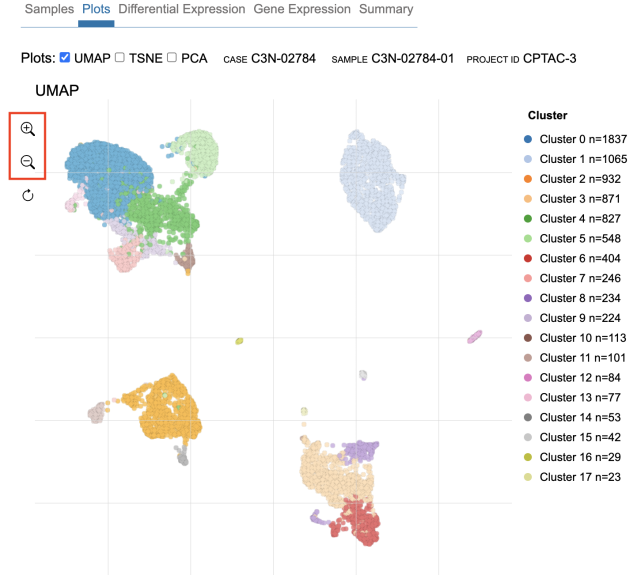 Samples Plots Differential Expression Gene Expression Summary
Plots: UMAP TSNE PCA CASE C3N-02784 SAMPLE C3N-02784-01 PROJECT ID CPTAC-3
UMAP
Cluster
Cluster 0 n=1837
Cluster 1 n=1065
Cluster 2 n=932
Cluster 3 n=871
Cluster 4 n=827
Cluster 5 n=548
Cluster 6 n=404
Cluster 7 n=246
Cluster 8 n=234
Cluster 9 n=224
Cluster 10 n=113
Cluster 11 n=101
Cluster 12 n=84
Cluster 13 n=77
Cluster 14 n=53
Cluster 15 n=42
Cluster 16 n=29
Cluster 17 n=23